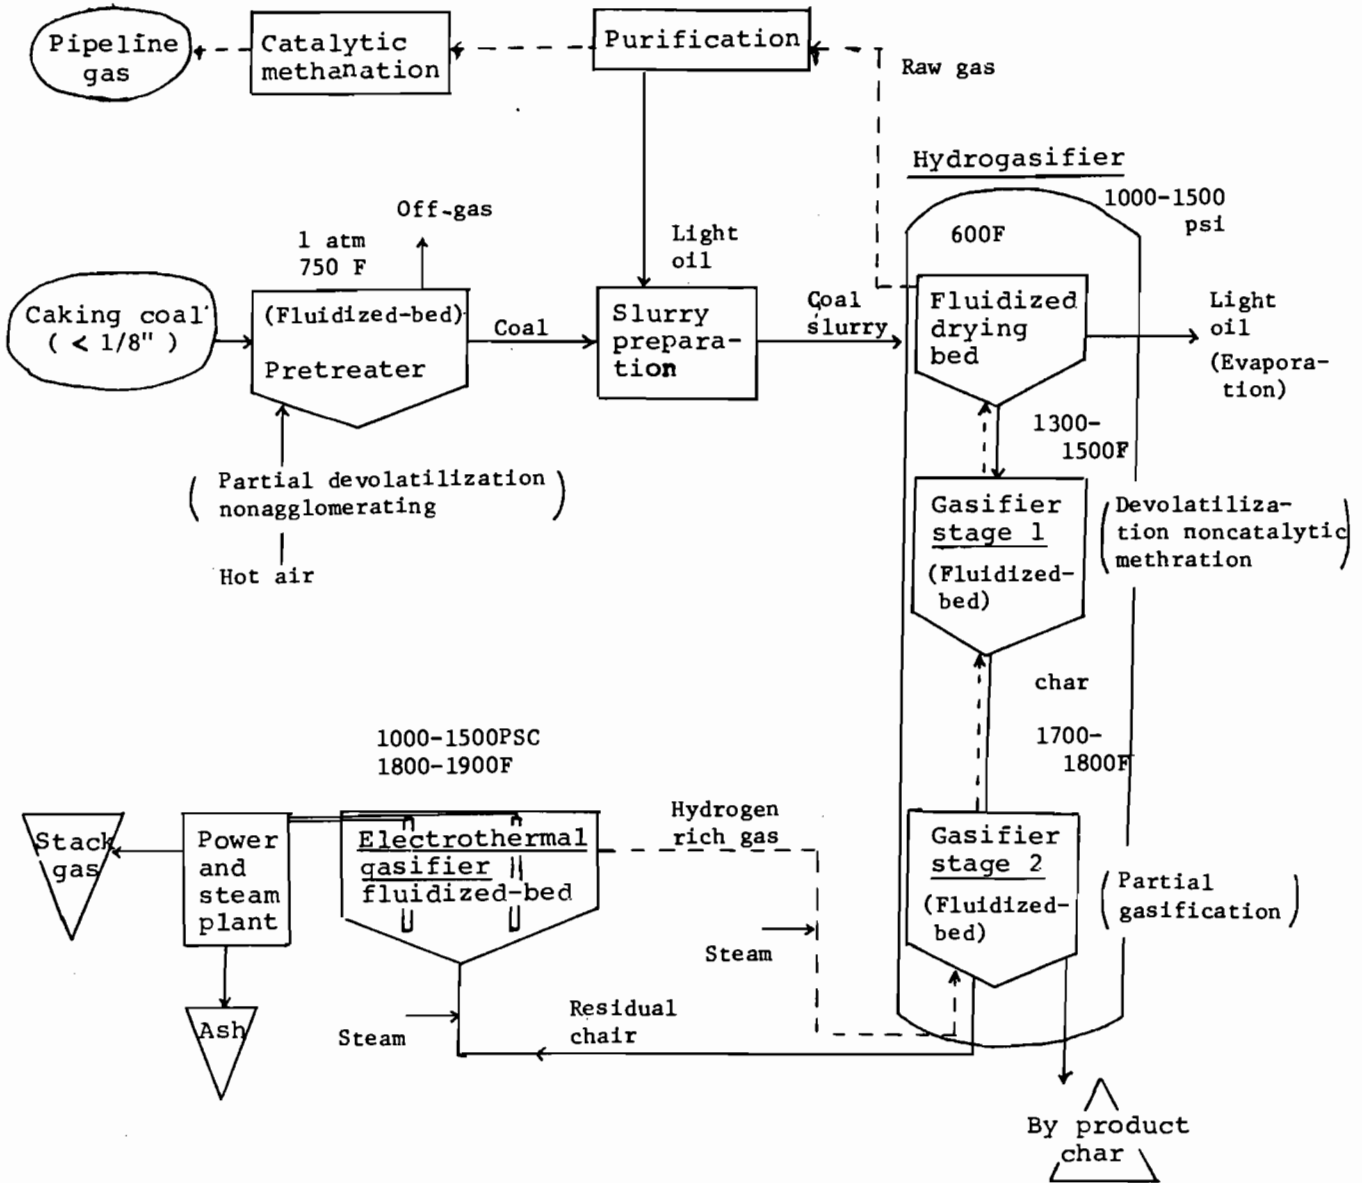 Pipeline
gas
Catalytic
methanation
Purification
Raw gas
Hydrogasifier
1000-1500
psi
600F
Off-gas
1 atm
750 F
Light
oil
Caking coal
( < 1/8" )
(Fluidized-bed)
Pretreater
Coal
Slurry
prepara-
tion
Coal
slurry
Fluidized
drying
bed
Light
oil
(Evapora-
tion)
1300-
1500F
( Partial devolatilization )
nonagglomerating
Hot air
Gasifier
stage 1
(Fluidized-
bed)
(Devolatiliza-
tion noncatalytic
methration)
char
1700-
1800F
1000-1500PSC
1800-1900F
Stack
gas
Power
and
steam
plant
Electrothermal
gasifier
fluidized-bed
Hydrogen
rich gas
Gasifier
stage 2
(Fluidized-
bed)
(Partial
gasification)
Steam
Ash
Steam
Residual
chair
By product
char